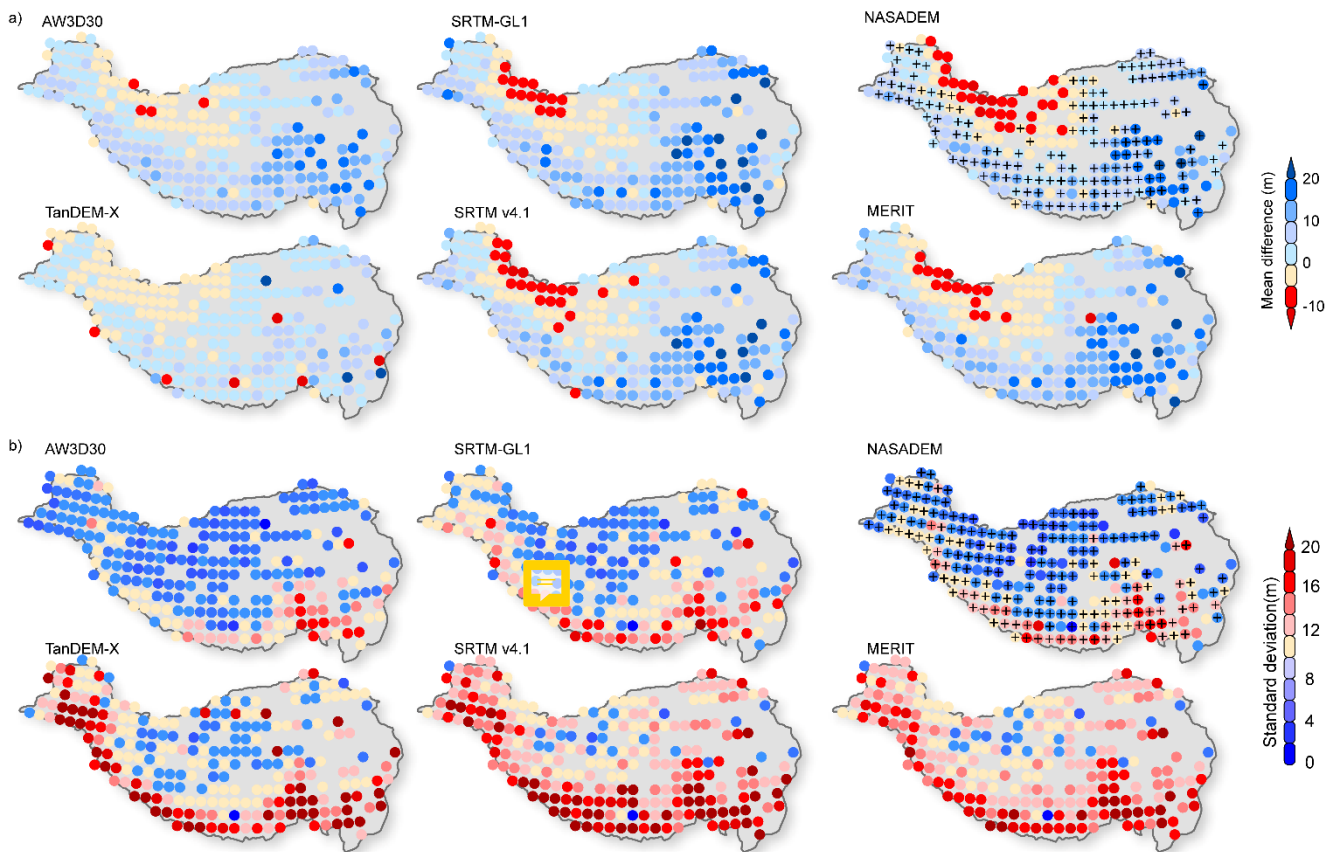 a)
AW3D30
SRTM-GL1
NASADEM
TanDEM-X
SRTM v4.1
MERIT
Mean difference (m)
20
10
0
-10
b)
AW3D30
SRTM-GL1
NASADEM
TanDEM-X
SRTM v4.1
MERIT
Standard deviation(m)
20
16
12
8
4
0